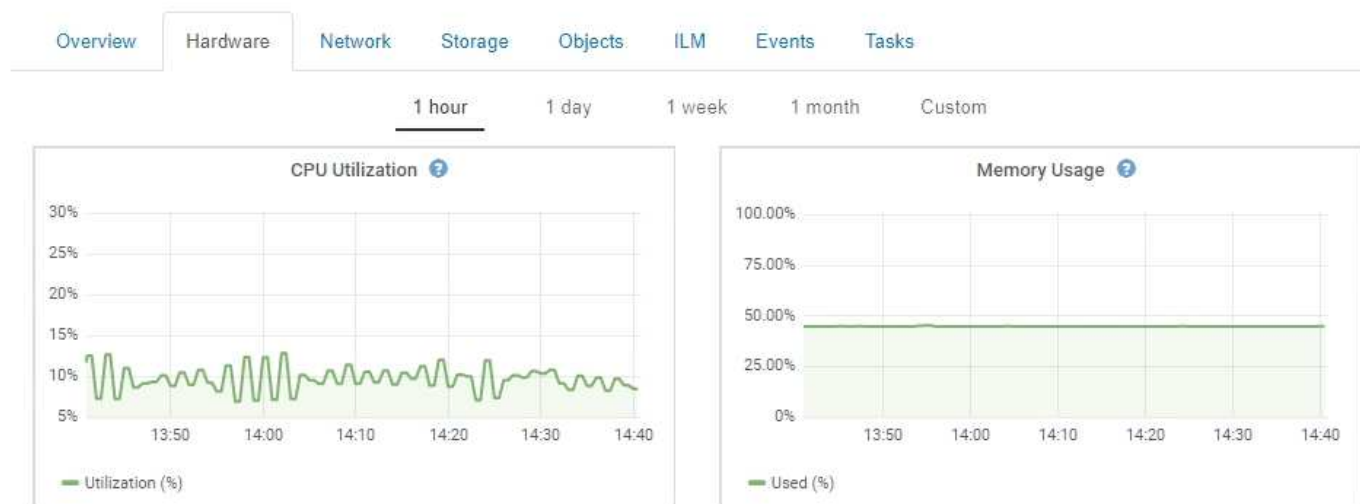 Overview Hardware Network Storage Objects ILM Events Tasks
1 hour 1 day 1 week 1 month Custom
CPU Utilization ?
30%
25%
20%
15%
10%
5%
13:50 14:00 14:10 14:20 14:30 14:40
Utilization (%)
Memory Usage ?
100.00%
75.00%
50.00%
25.00%
0%
13:50 14:00 14:10 14:20 14:30 14:40
Used (%)